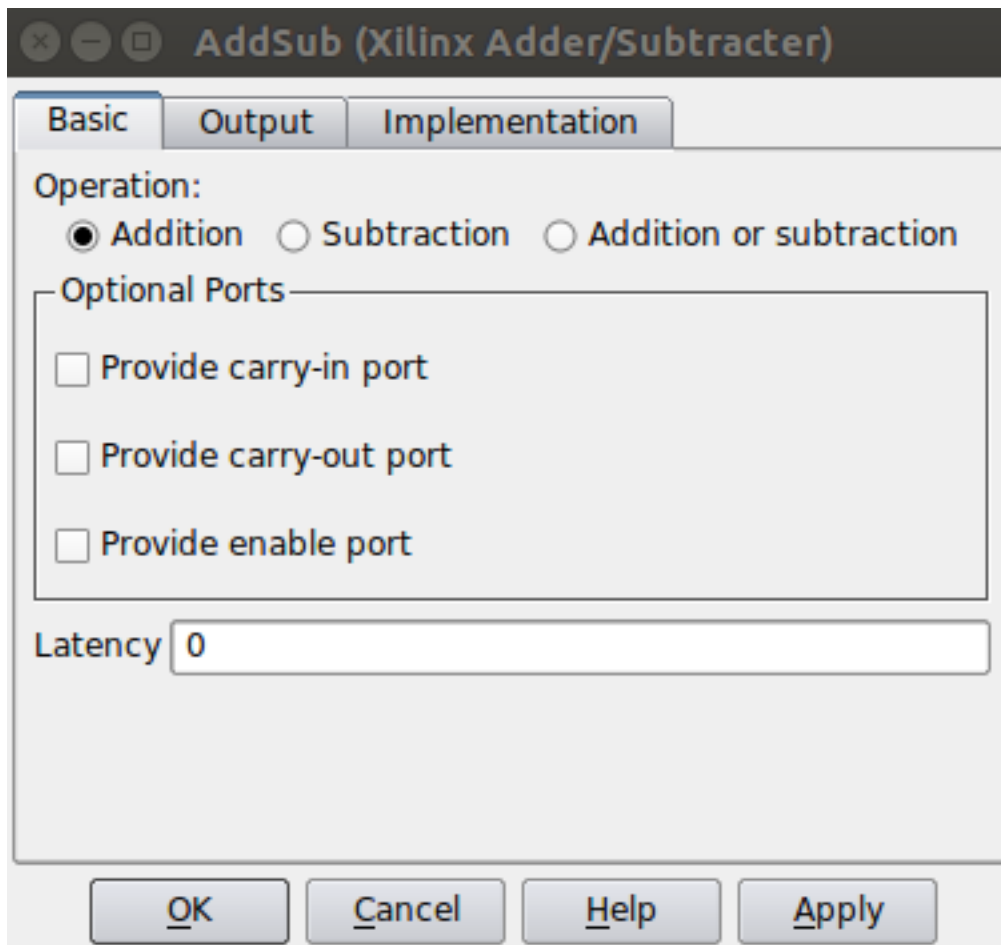 AddSub (Xilinx Adder/Subtracter)
Basic Output Implementation
Operation:
Addition Subtraction Addition or subtraction
Optional Ports
Provide carry-in port
Provide carry-out port
Provide enable port
Latency 0
OK Cancel Help Apply